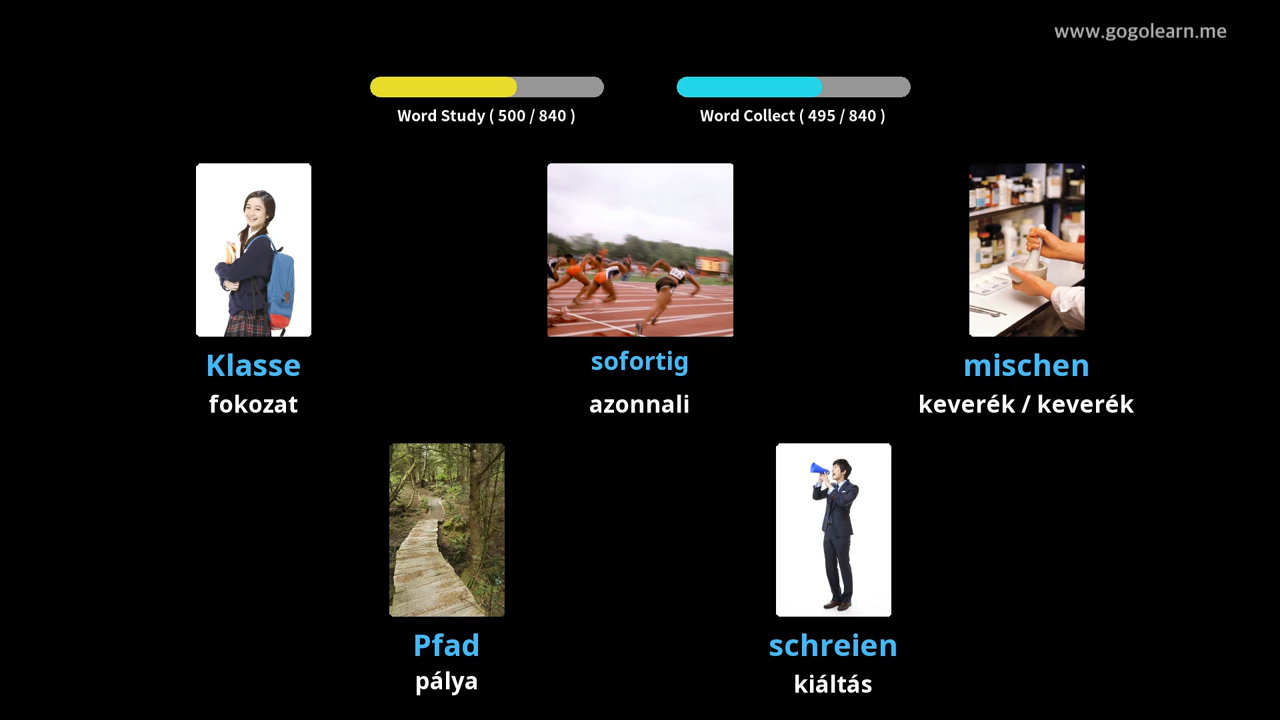 www.gogolearn.me
Word Study ( 500 / 840 )
Word Collect ( 495 / 840 )
Klasse
fokozat
sofortig
azonnali
mischen
keverék / keverék
Pfad
pálya
schreien
kiáltás